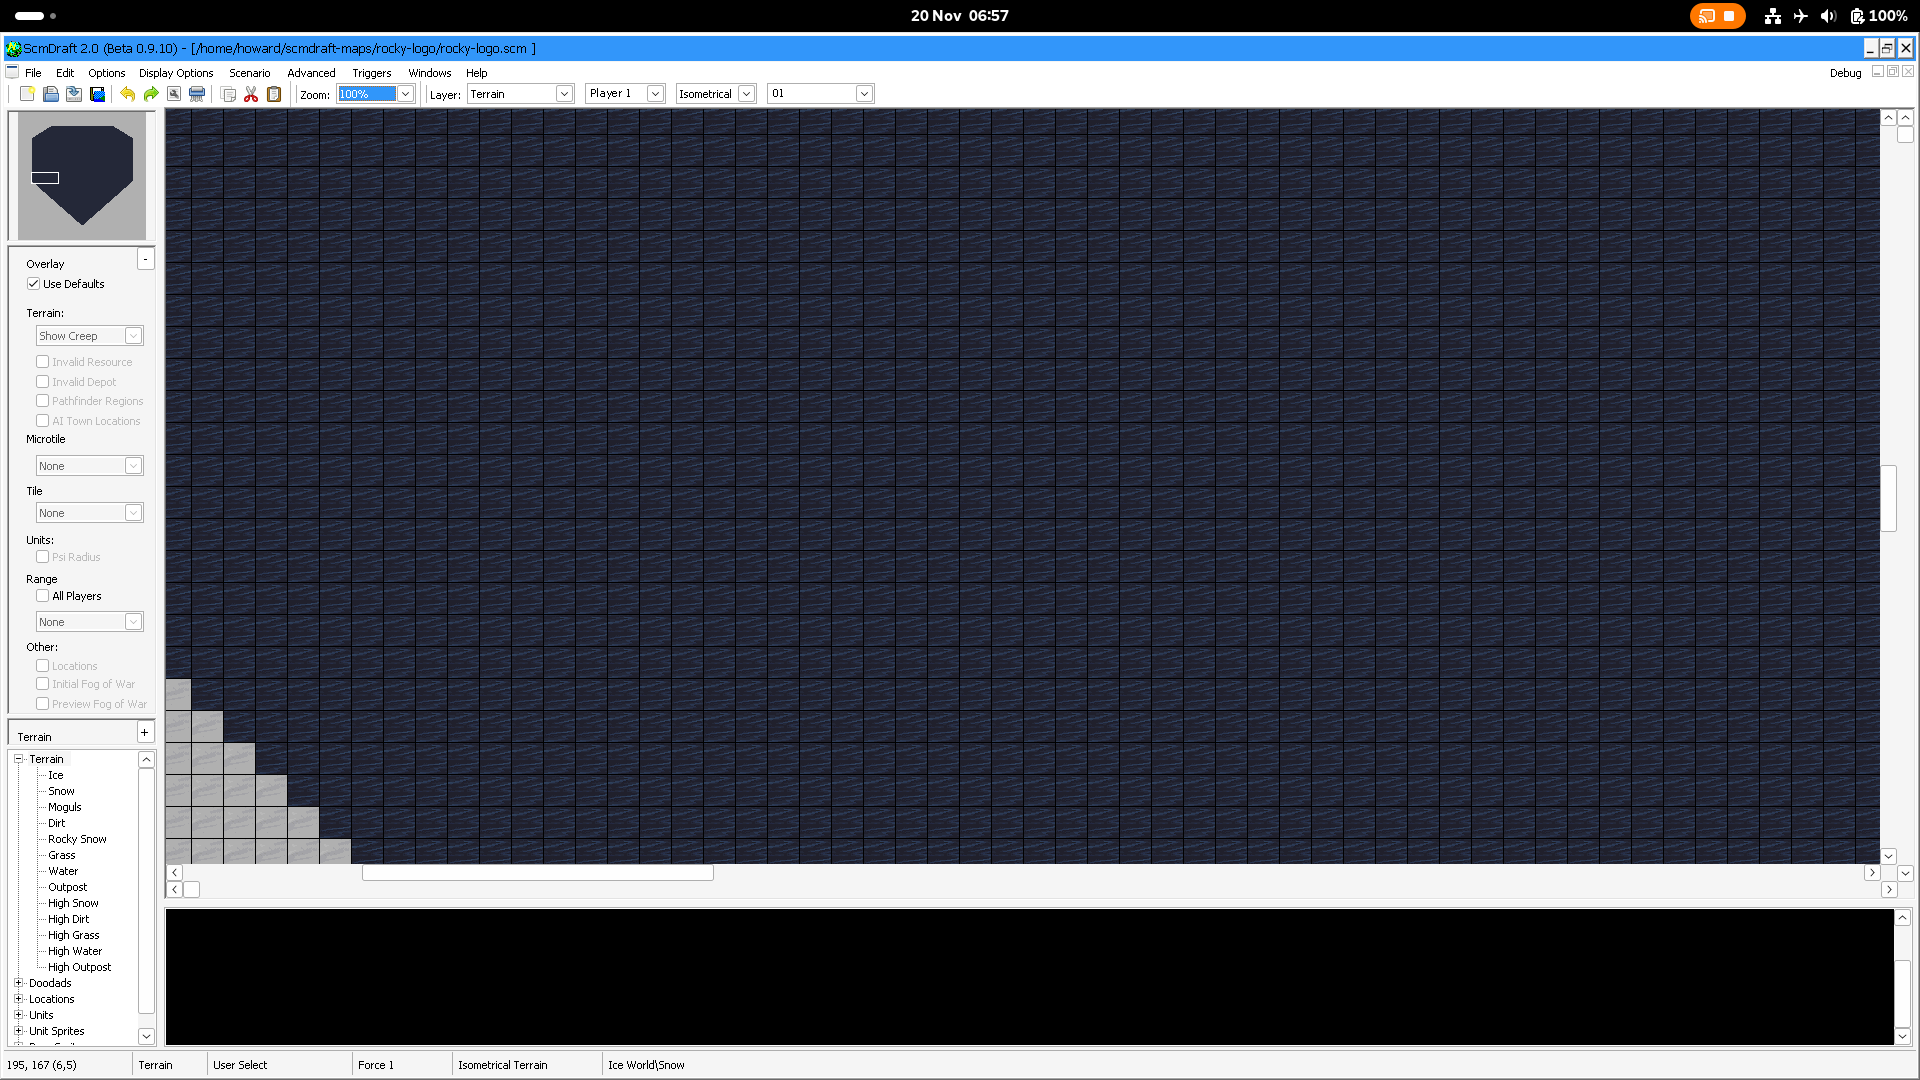 20 Nov 06:57
100%
ScmDraft 2.0 (Beta 0.9.10) - [/home/howard/scmdraft-maps/rocky-logo/rocky-logo.scm ]
File Edit Options Display Options Scenario Advanced Triggers Windows Help Debug
Zoom: 100% Layer: Terrain Player 1 Isometrical 01
Overlay
-
Use Defaults
Terrain:
Show Creep
Invalid Resource
Invalid Depot
Pathfinder Regions
AI Town Locations
Microtile
None
Tile
None
Units:
Psi Radius
Range
All Players
None
Other:
Locations
Initial Fog of War
Preview Fog of War
Terrain +
Terrain
Ice
Snow
Moguls
Dirt
Rocky Snow
Grass
Water
Outpost
High Snow
High Dirt
High Grass
High Water
High Outpost
Doodads
Locations
Units
Unit Sprites
195, 167 (6,5) Terrain User Select Force 1 Isometrical Terrain Ice World\Snow